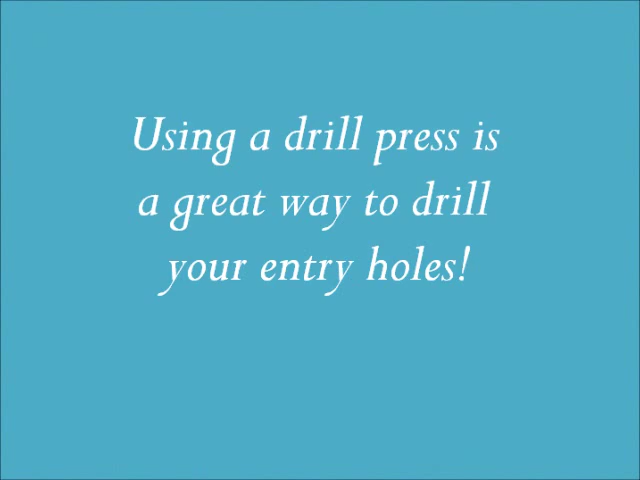 Using a drill press is
a great way to drill
your entry holes!